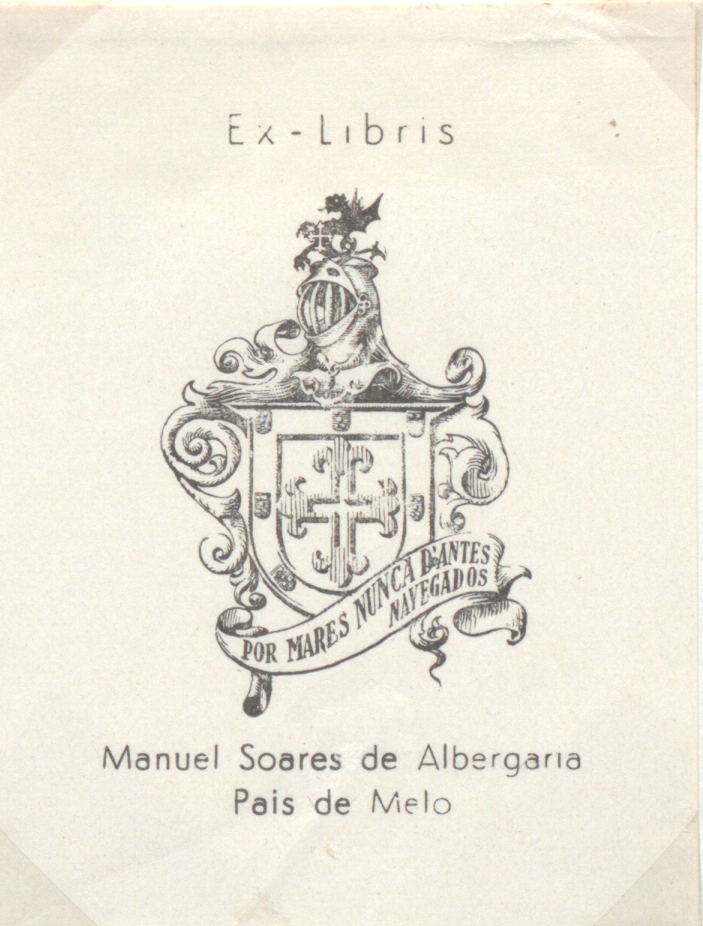 Ex-Libris
POR MARES NUNCA D'ANTES
NAVEGADOS
Manuel Soares de Albergaria
Pais de Melo